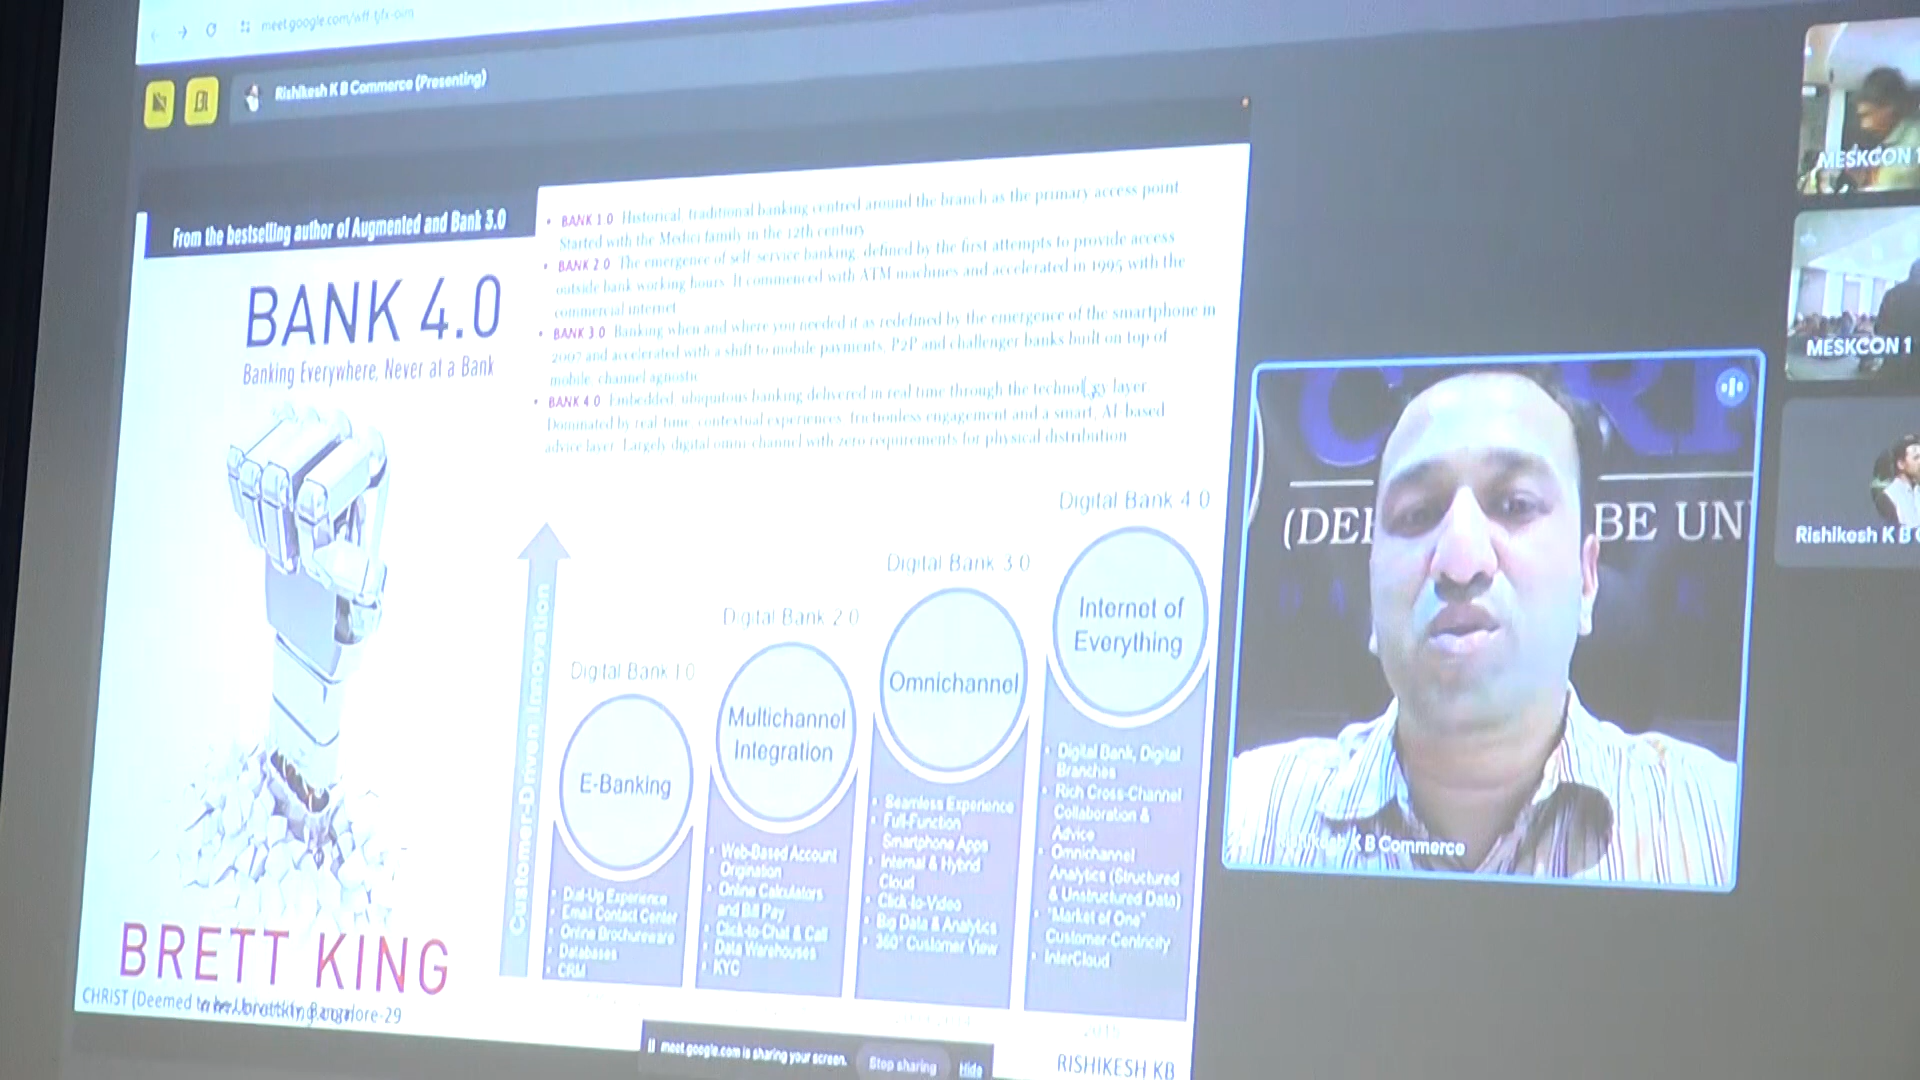 meet.google.com/wff-tjfx-oim
Rishikesh K B Commerce (Presenting)
From the bestselling author of Augmented and Bank 3.0
BANK 4.0
Banking Everywhere, Never at a Bank
BRETT KING
CHRIST (Deemed to be University, Bangalore-29
• BANK 1 0 Historical, traditional banking centred around the branch as the primary access point
Started with the Medici family in the 12th century
• BANK 2 0 The emergence of self-service banking, defined by the first attempts to provide access
outside bank working hours. It commenced with ATM machines and accelerated in 1995 with the
commercial internet
• BANK 3 0 Banking when and where you needed it as redefined by the emergence of the smartphone in
2007 and accelerated with a shift to mobile payments, P2P and challenger banks built on top of
mobile, channel agnostic
• BANK 4 0 Embedded, ubiquitous banking delivered in real time through the technology layer
Dominated by real time, contextual experiences, frictionless engagement and a smart, AI-based
advice layer. Largely digital omni channel with zero requirements for physical distribution
Customer-Driven Innovation
Digital Bank 1.0
E-Banking
• Dial-Up Experience
• Email Contact Center
• Online Brochureware
• Databases
• CRM
Digital Bank 2.0
Multichannel
Integration
• Web-Based Account
Origination
• Online Calculators
and Bill Pay
• Click-to-Chat & Call
• Data Warehouses
• KYC
Digital Bank 3.0
Omnichannel
• Seamless Experience
• Full-Function
Smartphone Apps
• Internal & Hybrid
Cloud
• Click-to-Video
• Big Data & Analytics
• 360° Customer View
Digital Bank 4.0
Internet of
Everything
• Digital Bank, Digital
Branches
• Rich Cross-Channel
Collaboration &
Advice
• Omnichannel
Analytics (Structured
& Unstructured Data)
• "Market of One"
Customer-Centricity
• InterCloud
2015
RISHIKESH KB
meet.google.com is sharing your screen.
Stop sharing
Hide
BE UN
K B Commerce
MESKCON 1
MESKCON 1
Rishikesh K B